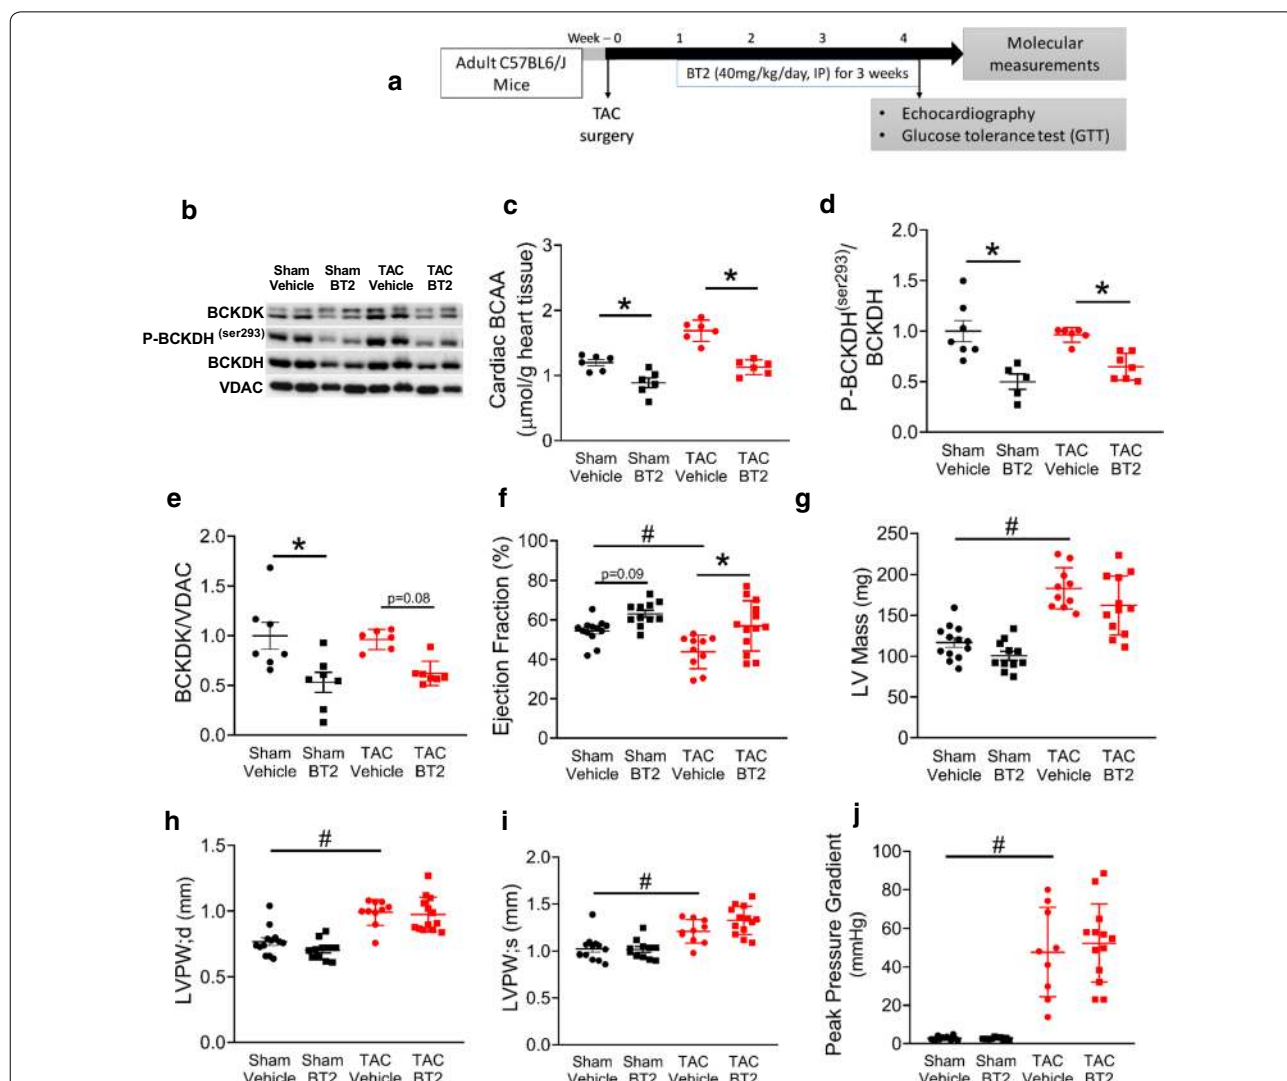 a
Week – 0 1 2 3 4
Adult C57BL6/J
Mice
BT2 (40mg/kg/day, IP) for 3 weeks
Molecular
measurements
TAC
surgery
• Echocardiography
• Glucose tolerance test (GTT)
b
Sham Sham TAC TAC
Vehicle BT2 Vehicle BT2
BCKDK
P-BCKDH (ser293)
BCKDH
VDAC
c
Cardiac BCAA
(μmol/g heart tissue)
3
2
1
0
* *
Sham Sham TAC TAC
Vehicle BT2 Vehicle BT2
d
P-BCKDH(ser293)/
BCKDH
2.0
1.5
1.0
0.5
0.0
* *
Sham Sham TAC TAC
Vehicle BT2 Vehicle BT2
e
BCKDK/VDAC
2.0
1.5
1.0
0.5
0.0
*
p=0.08
Sham Sham TAC TAC
Vehicle BT2 Vehicle BT2
f
Ejection Fraction (%)
100
80
60
40
20
0
#
p=0.09
*
Sham Sham TAC TAC
Vehicle BT2 Vehicle BT2
g
LV Mass (mg)
250
200
150
100
50
0
#
Sham Sham TAC TAC
Vehicle BT2 Vehicle BT2
h
LVPW;d (mm)
1.5
1.0
0.5
0.0
#
Sham Sham TAC TAC
Vehicle BT2 Vehicle BT2
i
LVPW;s (mm)
2.0
1.5
1.0
0.5
0.0
#
Sham Sham TAC TAC
Vehicle BT2 Vehicle BT2
j
Peak Pressure Gradient
(mmHg)
100
80
60
40
20
0
#
Sham Sham TAC TAC
Vehicle BT2 Vehicle BT2